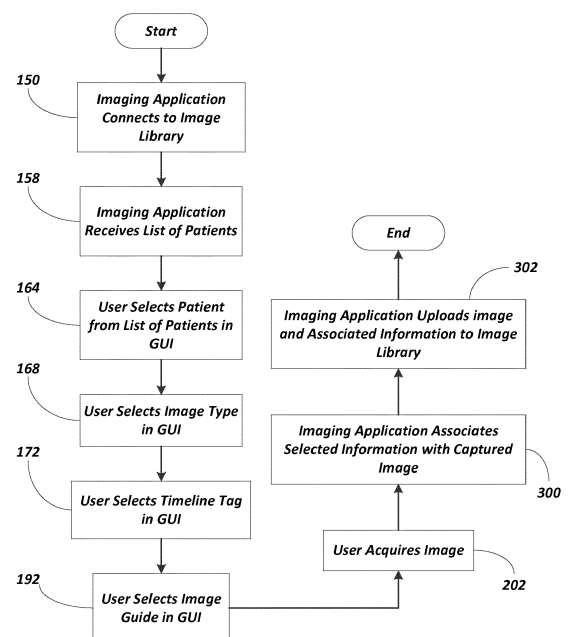 Start
150
Imaging Application
Connects to Image
Library
158
Imaging Application
Receives List of Patients
164
User Selects Patient
from List of Patients in
GUI
168
User Selects Image Type
in GUI
172
User Selects Timeline Tag
in GUI
192
User Selects Image
Guide in GUI
User Acquires Image
202
Imaging Application Associates
Selected Information with Captured
Image
300
302
Imaging Application Uploads image
and Associated Information to Image
Library
End